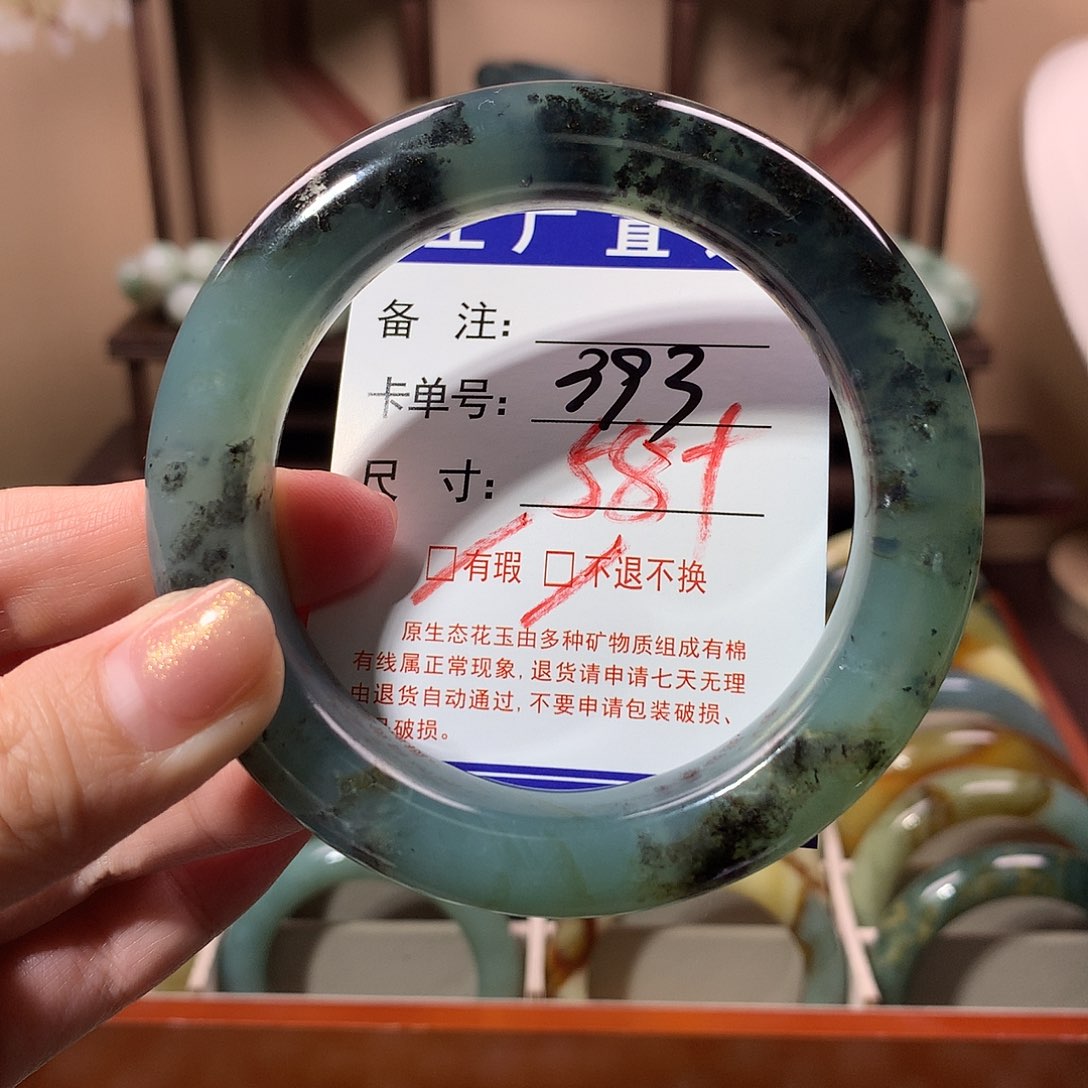 工厂直
备 注:
卡单号: 393
尺 寸: 58+
□有瑕 □不退不换
原生态花玉由多种矿物质组成有棉
有线属正常现象,退货请申请七天无理
由退货自动通过,不要申请包装破损、
破损。